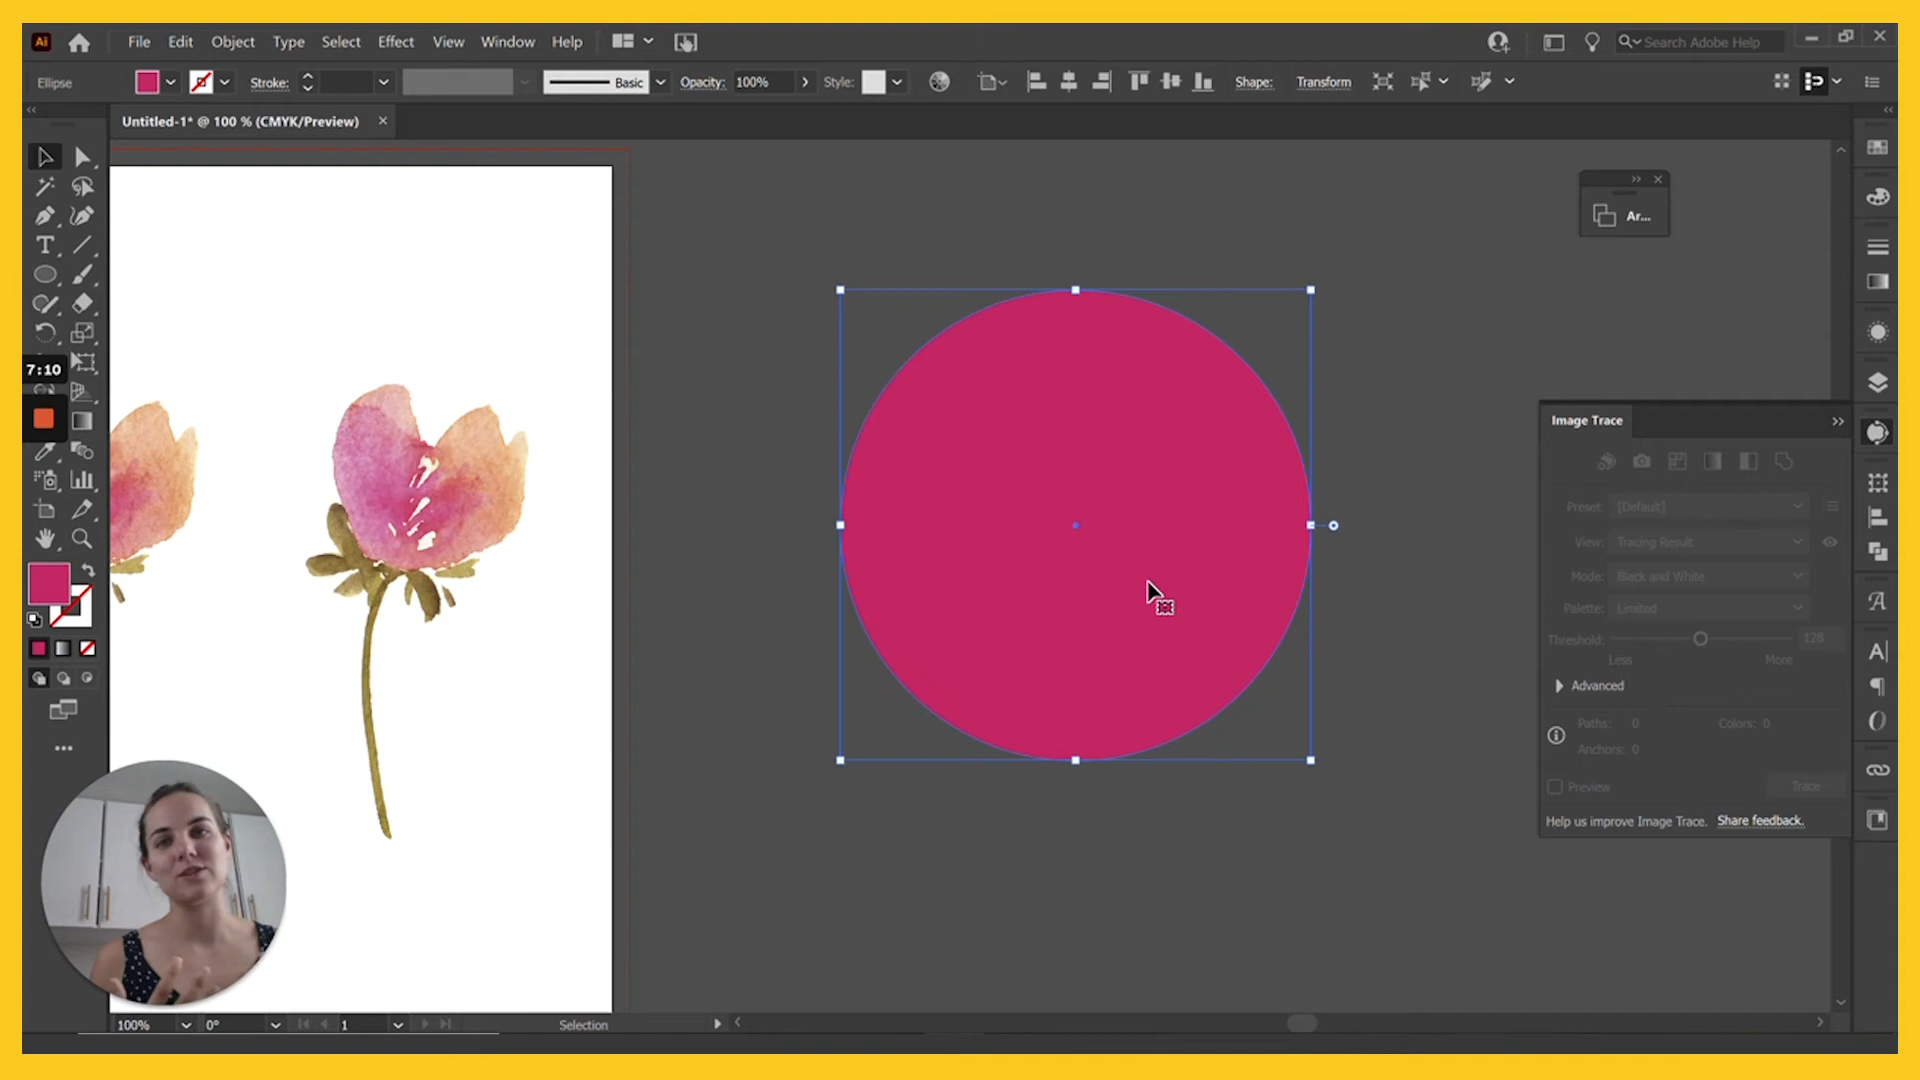 Ai File Edit Object Type Select Effect View Window Help Search Adobe Help
Ellipse Stroke: Basic Opacity: 100% Style: Shape: Transform
Untitled-1* @ 100 % (CMYK/Preview)
Ar...
7:10
Image Trace
Preset: [Default]
View: Tracing Result
Mode: Black and White
Palette: Limited
Threshold: 128
Less More
Advanced
Paths: 0 Colors: 0
Anchors: 0
Preview Trace
Help us improve Image Trace. Share feedback.
100% 0° 1 Selection